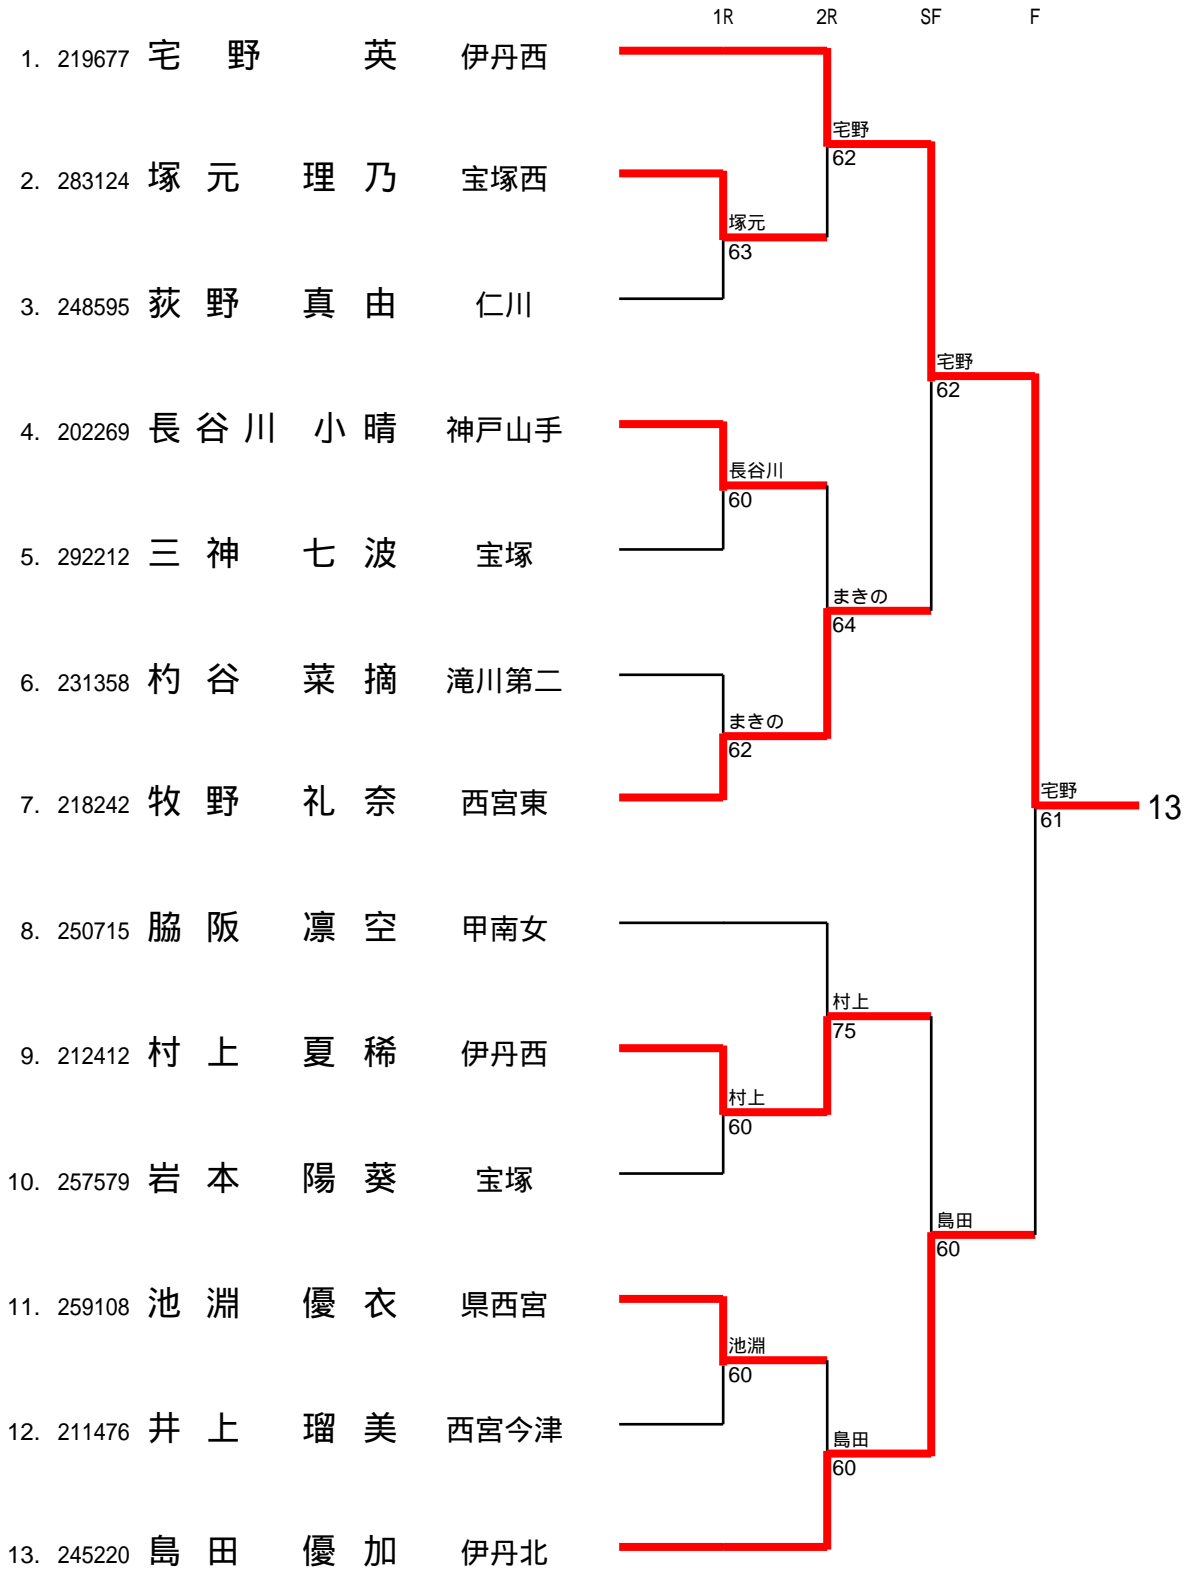 1R 2R SF F
1. 219677 宅野 英 伊丹西
宅野
62
2. 283124 塚元 理乃 宝塚西
塚元
63
3. 248595 荻野 真由 仁川
宅野
62
4. 202269 長谷川 小晴 神戸山手
長谷川
60
5. 292212 三神 七波 宝塚
まきの
64
6. 231358 杓谷 菜摘 滝川第二
まきの
62
7. 218242 牧野 礼奈 西宮東
宅野
61
13
8. 250715 脇阪 凛空 甲南女
村上
75
9. 212412 村上 夏稀 伊丹西
村上
60
10. 257579 岩本 陽葵 宝塚
島田
60
11. 259108 池淵 優衣 県西宮
池淵
60
12. 211476 井上 瑠美 西宮今津
島田
60
13. 245220 島田 優加 伊丹北